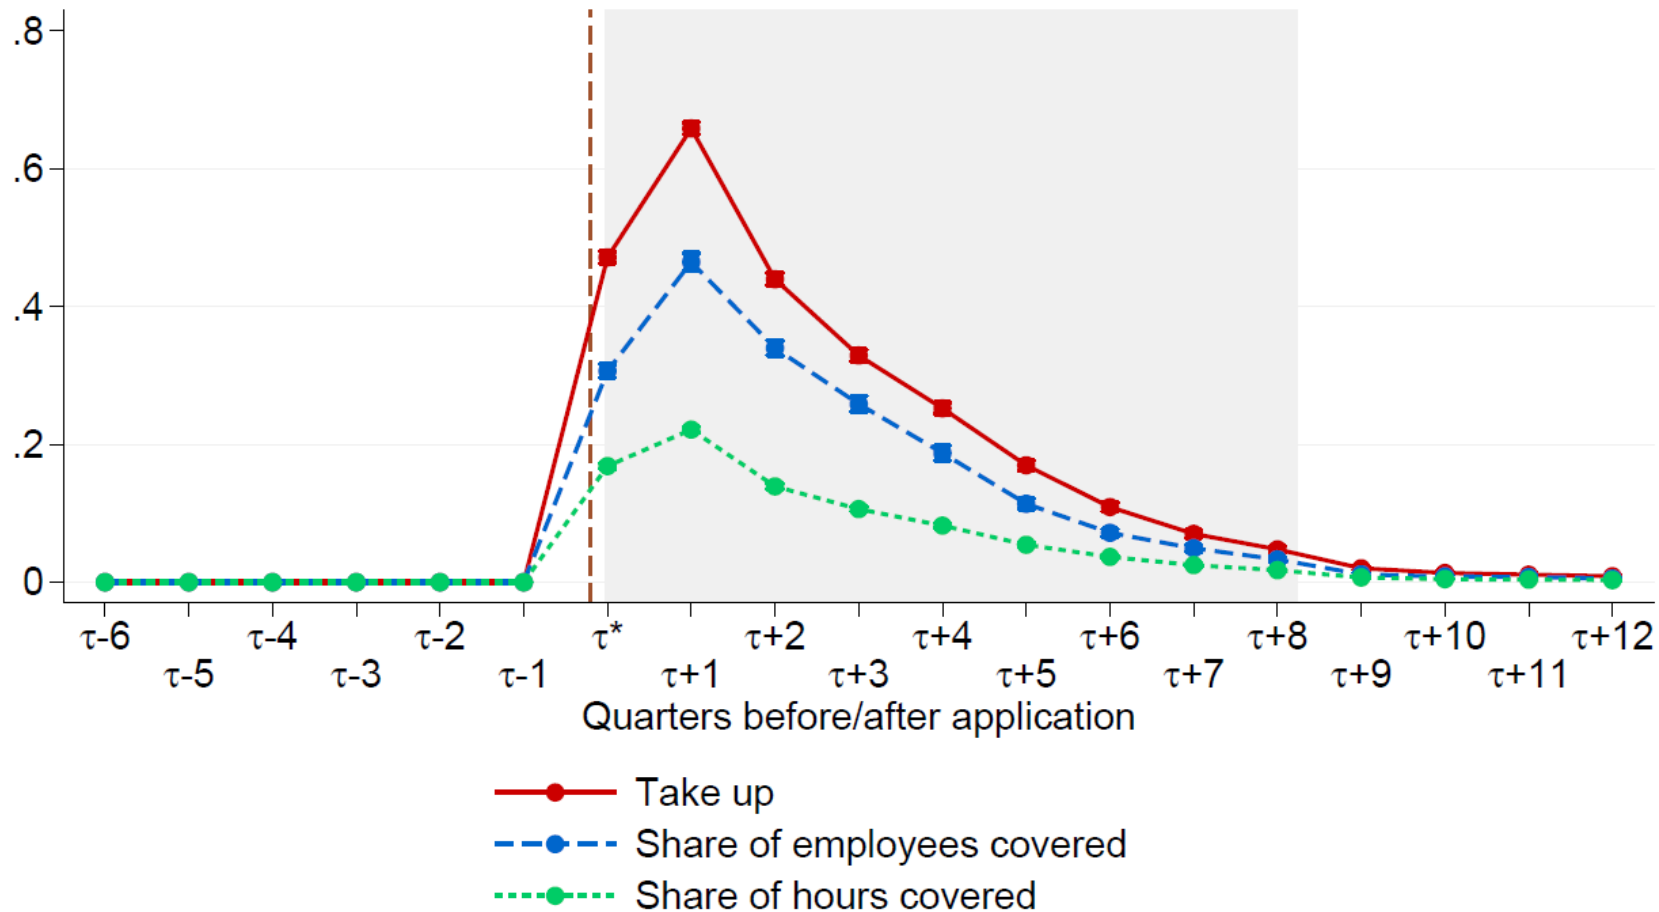 .8
.6
.4
.2
0
τ-6 τ-4 τ-2 τ* τ+2 τ+4 τ+6 τ+8 τ+10 τ+12
τ-5 τ-3 τ-1 τ+1 τ+3 τ+5 τ+7 τ+9 τ+11
Quarters before/after application
Take up
Share of employees covered
Share of hours covered